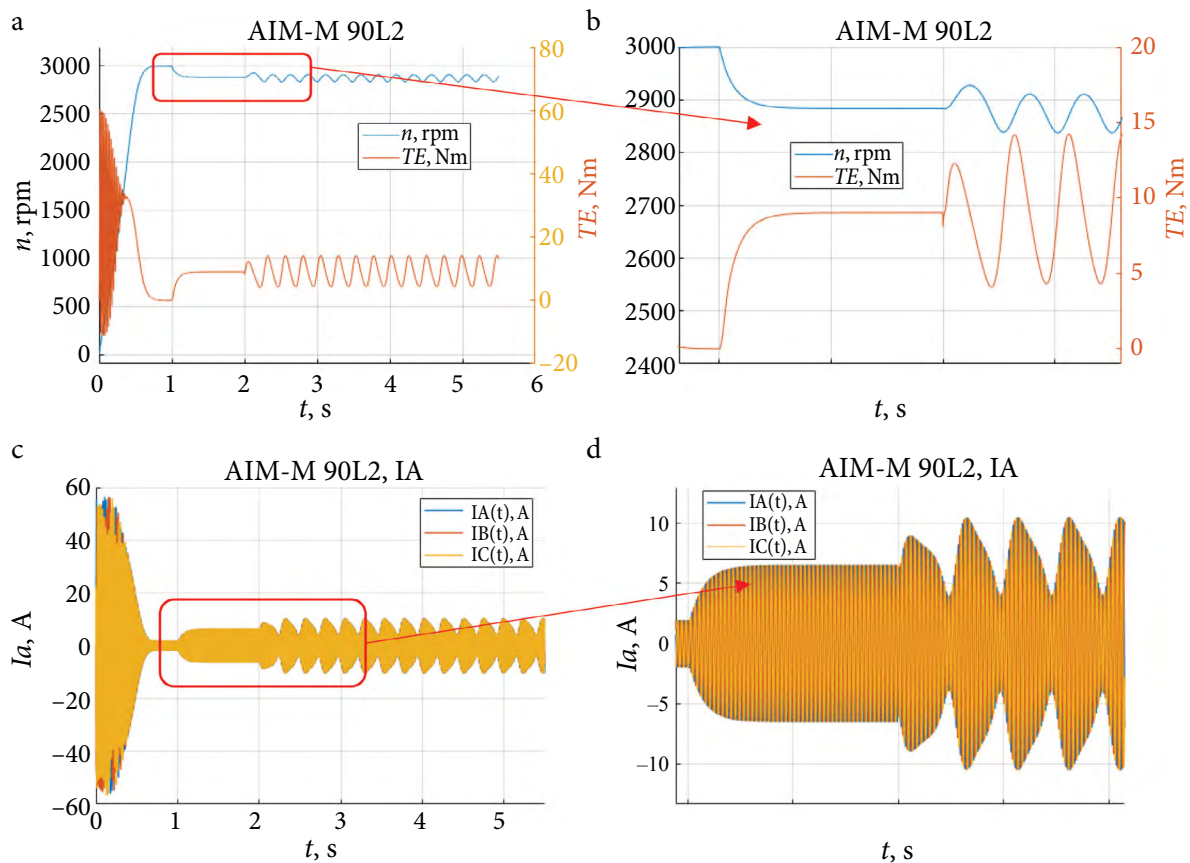 a
AIM-M 90L2
3000
2500
2000
1500
1000
500
0
n, rpm
80
60
40
20
0
–20
TE, Nm
n, rpm
TE, Nm
0 1 2 3 4 5 6
t, s
b
AIM-M 90L2
3000
2900
2800
2700
2600
2500
2400
20
15
10
5
0
TE, Nm
n, rpm
TE, Nm
t, s
c
AIM-M 90L2, IA
60
40
20
0
–20
–40
–60
Ia, A
IA(t), A
IB(t), A
IC(t), A
0 1 2 3 4 5
t, s
d
AIM-M 90L2, IA
10
5
0
–5
–10
Ia, A
IA(t), A
IB(t), A
IC(t), A
t, s